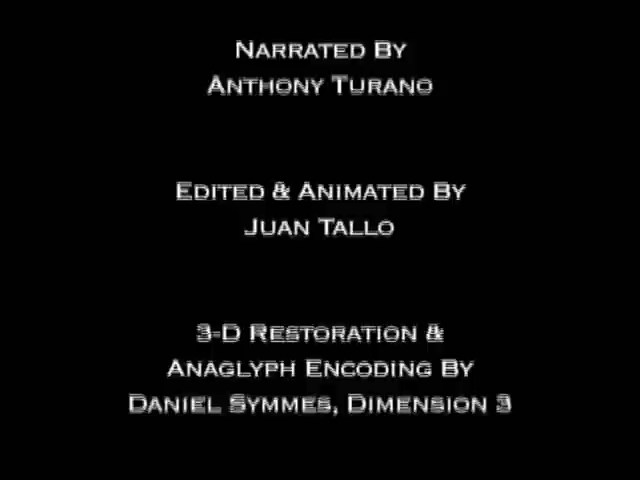 Narrated By
Anthony Turano
Edited & Animated By
Juan Tallo
3-D Restoration &
Anaglyph Encoding By
Daniel Symmes, Dimension 3